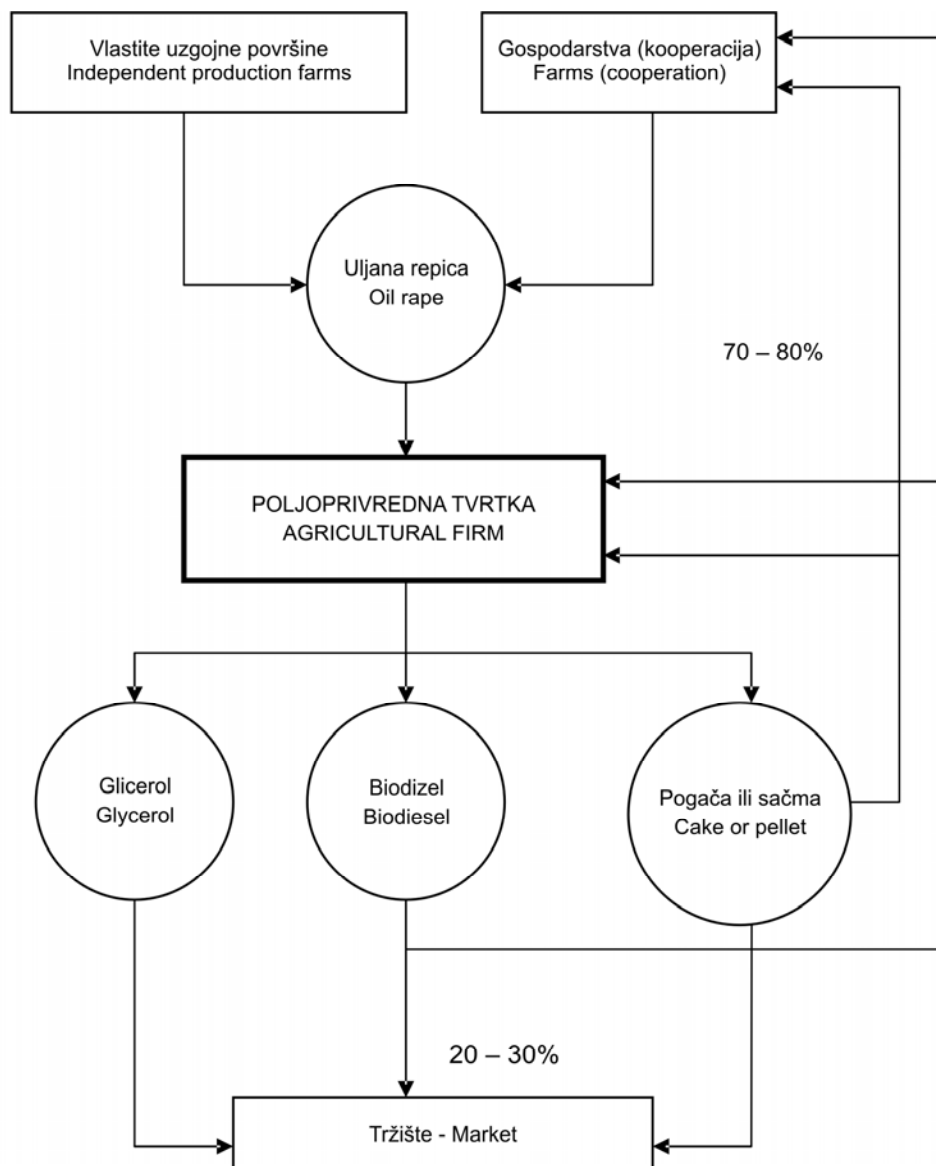 Vlastite uzgojne površine
Independent production farms
Gospodarstva (kooperacija)
Farms (cooperation)
Uljana repica
Oil rape
70 – 80%
POLJOPRIVREDNA TVRTKA
AGRICULTURAL FIRM
Glicerol
Glycerol
Biodizel
Biodiesel
Pogača ili sačma
Cake or pellet
20 – 30%
Tržište - Market